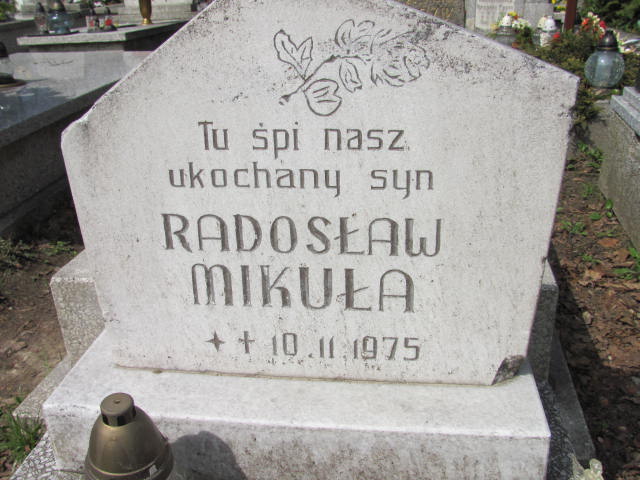 Tu śpi nasz
ukochany syn
RADOSŁAW
MIKUŁA
✦ + 10.11.1975